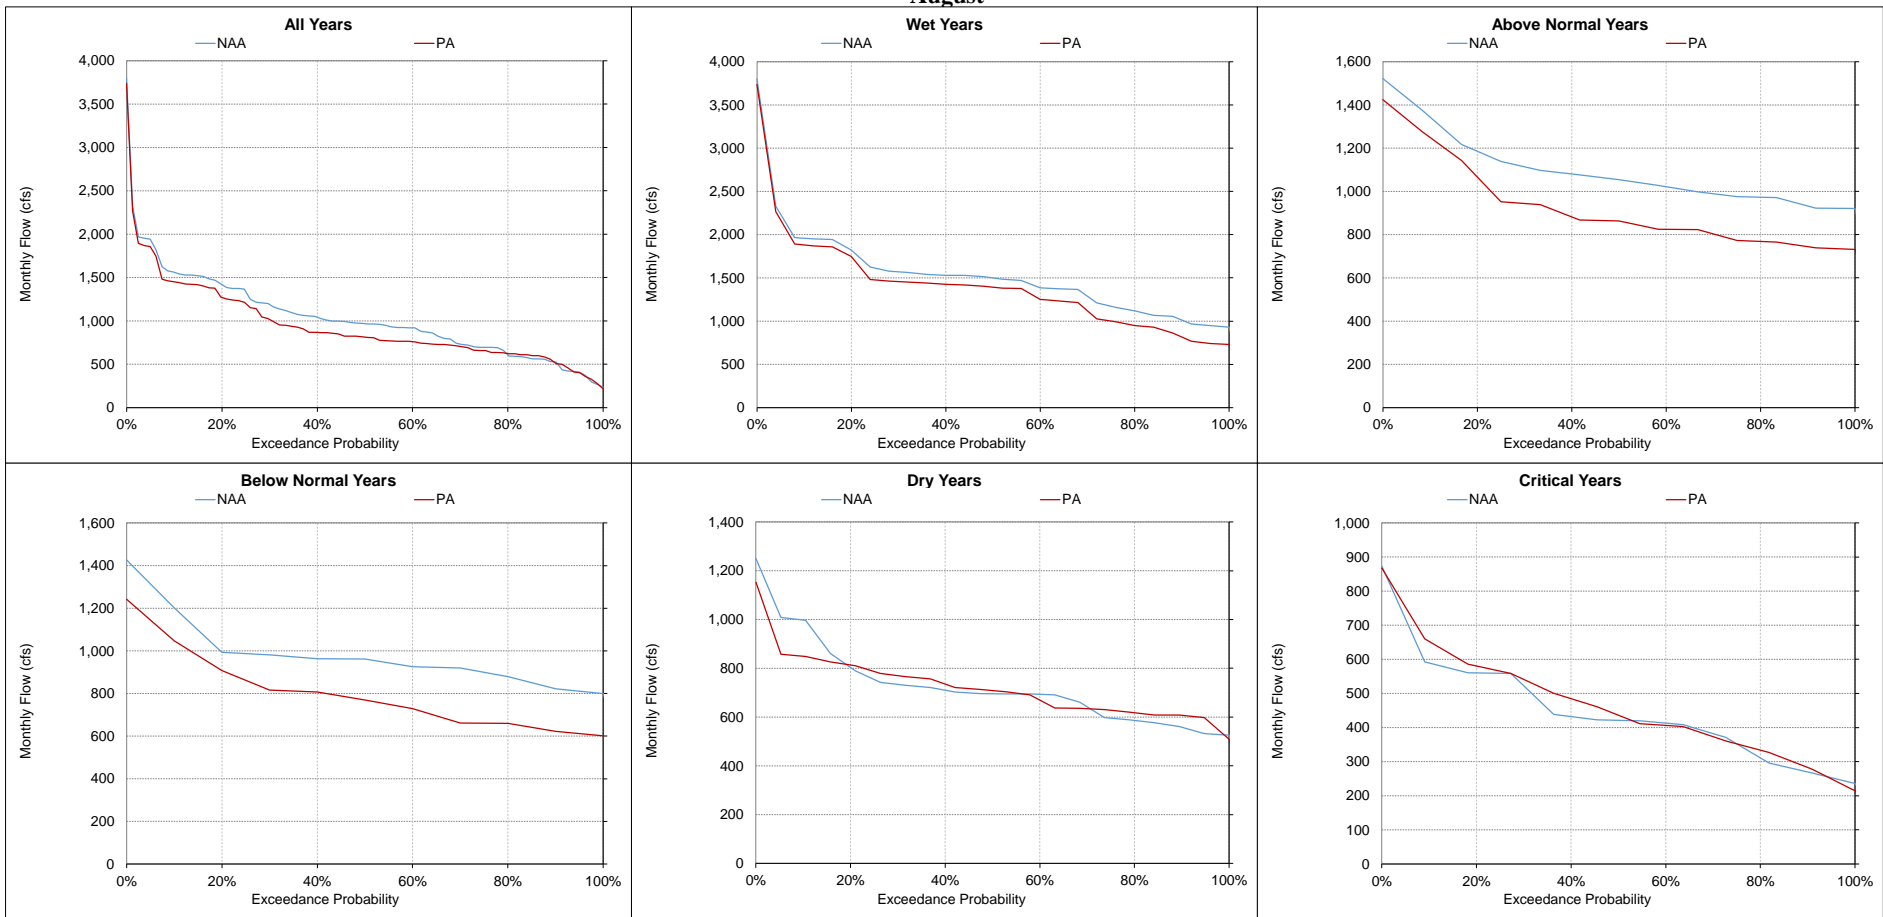 August
All Years
NAA PA
4,000
3,500
3,000
2,500
2,000
1,500
1,000
500
0
Monthly Flow (cfs)
0% 20% 40% 60% 80% 100%
Exceedance Probability
Wet Years
NAA PA
4,000
3,500
3,000
2,500
2,000
1,500
1,000
500
0
Monthly Flow (cfs)
0% 20% 40% 60% 80% 100%
Exceedance Probability
Above Normal Years
NAA PA
1,600
1,400
1,200
1,000
800
600
400
200
0
Monthly Flow (cfs)
0% 20% 40% 60% 80% 100%
Exceedance Probability
Below Normal Years
NAA PA
1,600
1,400
1,200
1,000
800
600
400
200
0
Monthly Flow (cfs)
0% 20% 40% 60% 80% 100%
Exceedance Probability
Dry Years
NAA PA
1,400
1,200
1,000
800
600
400
200
0
Monthly Flow (cfs)
0% 20% 40% 60% 80% 100%
Exceedance Probability
Critical Years
NAA PA
1,000
900
800
700
600
500
400
300
200
100
0
Monthly Flow (cfs)
0% 20% 40% 60% 80% 100%
Exceedance Probability